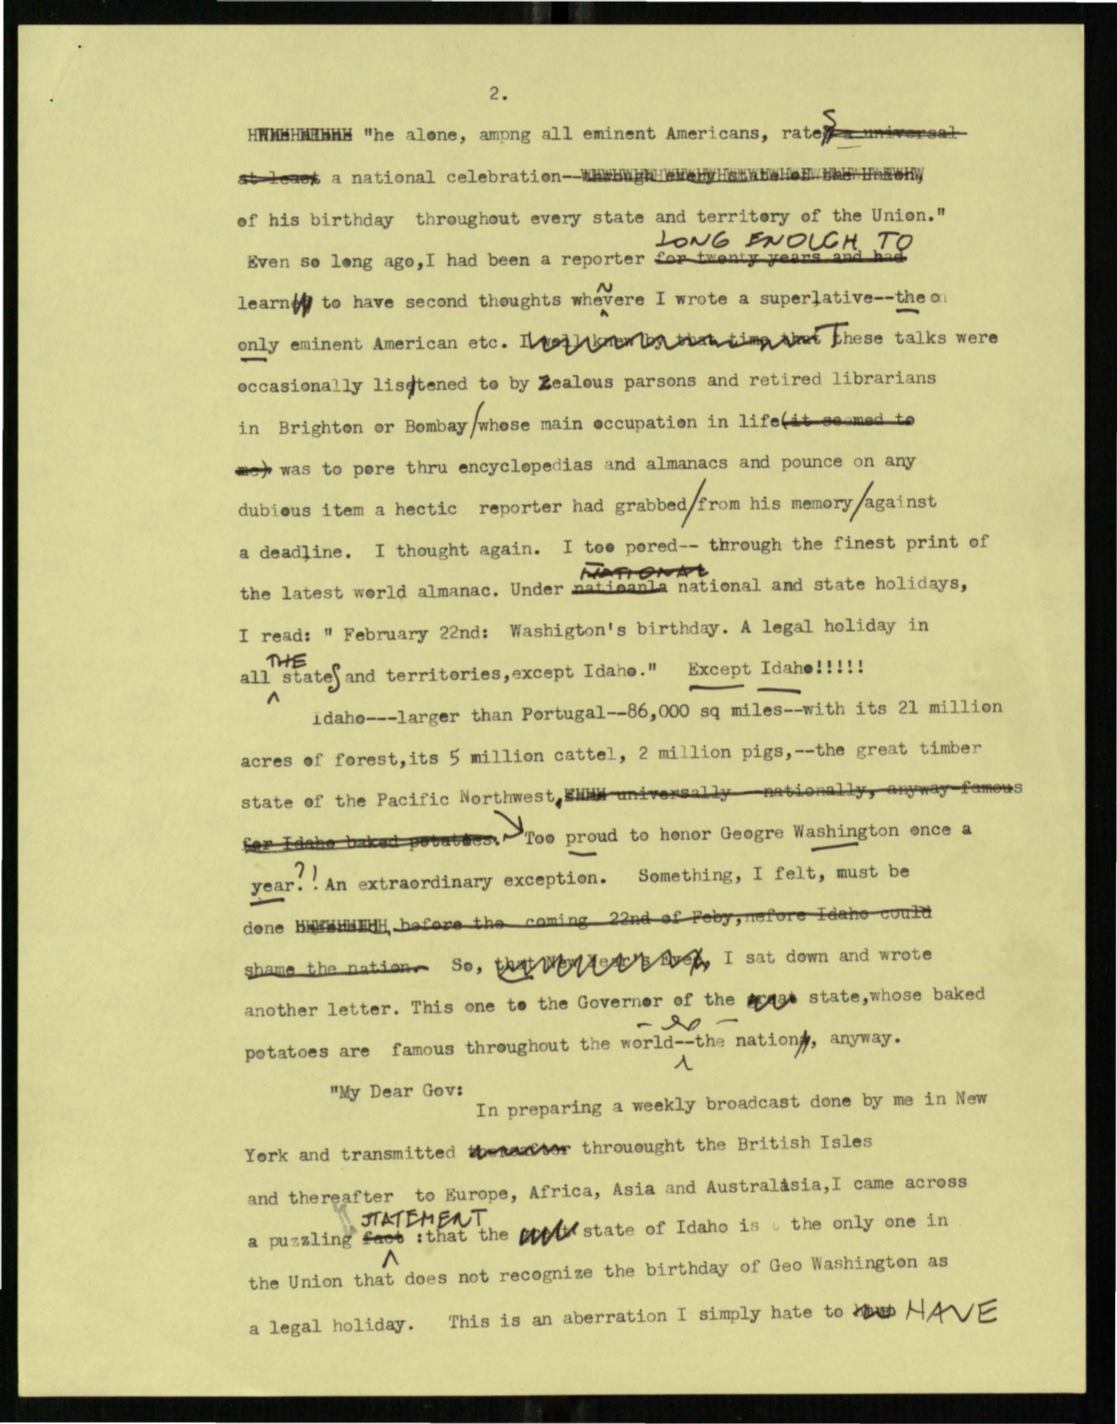 2.
"he alone, ampng all eminent Americans, rates a universal
at least a national celebration--
of his birthday throughout every state and territory of the Union."
LONG ENOUGH TO
Even so long ago,I had been a reporter for twenty years and had
learn to have second thoughts whenvere I wrote a superlative--the
only eminent American etc. I well knew by that time that These talks were
occasionally listened to by Zealous parsons and retired librarians
in Brighton or Bombay/whose main occupation in life(it seemed to
me) was to pore thru encyclopedias and almanacs and pounce on any
dubious item a hectic reporter had grabbed/from his memory/against
a deadline. I thought again. I too pored-- through the finest print of
NATIONAL
the latest world almanac. Under natioanla national and state holidays,
I read: " February 22nd: Washigton's birthday. A legal holiday in
THE
all states and territories,except Idaho." Except Idaho!!!!!
Idaho---larger than Portugal--86,000 sq miles--with its 21 million
acres of forest,its 5 million cattel, 2 million pigs,--the great timber
state of the Pacific Northwest, universally nationally, anyway famous
for Idaho baked potatoes. Too proud to honor Geogre Washington once a
year?! An extraordinary exception. Something, I felt, must be
done before the coming 22nd of Feby,nefore Idaho could
shame the nation. So, that New Year's Eve, I sat down and wrote
another letter. This one to the Governor of the great state,whose baked
potatoes are famous throughout the world--the nation, anyway.
"My Dear Gov:
In preparing a weekly broadcast done by me in New
York and transmitted throuought the British Isles
and thereafter to Europe, Africa, Asia and Australasia,I came across
STATEMENT
a puzzling fact :that the state of Idaho is the only one in
the Union that does not recognize the birthday of Geo Washington as
a legal holiday. This is an aberration I simply hate to HAVE